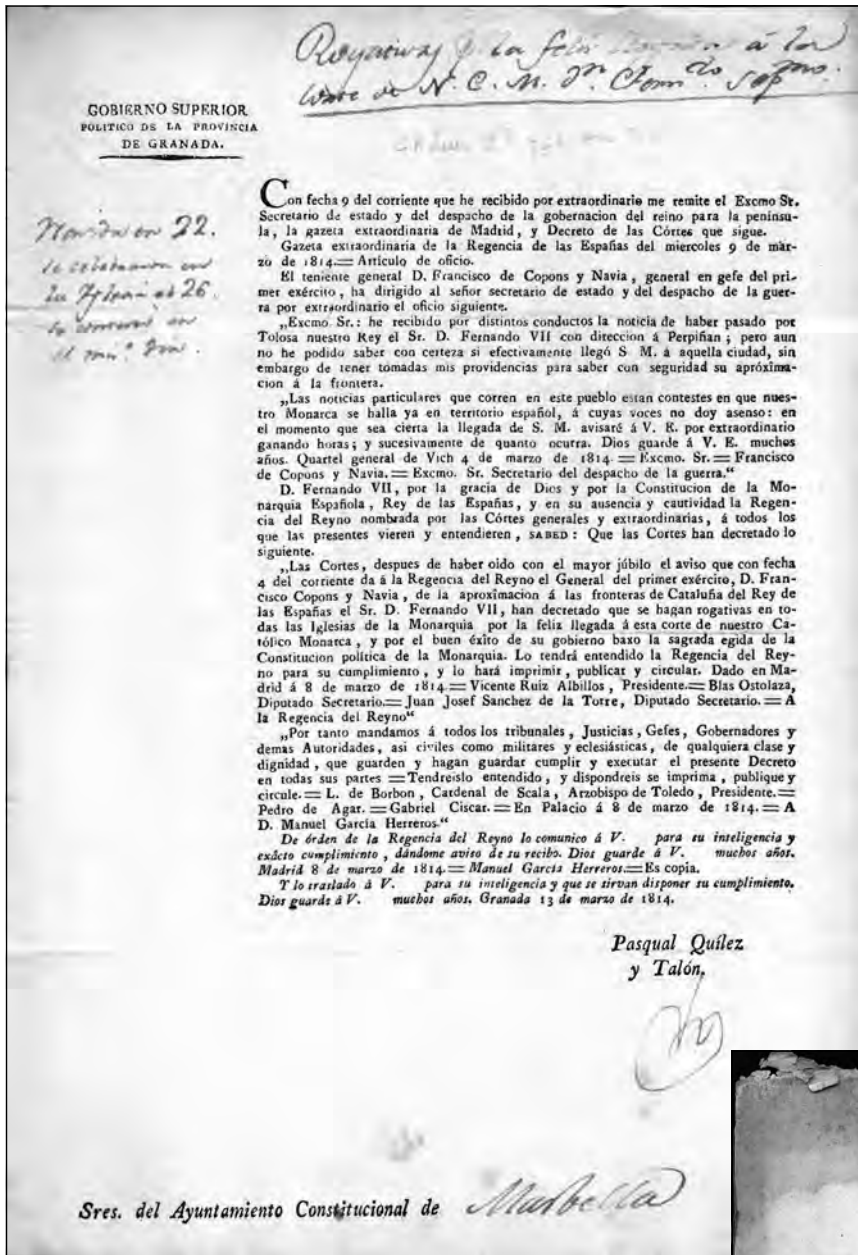 Rogativas p. la feliz llegada á la
Corte de N. C. M. Dn. Fern.do Sep.mo.
GOBIERNO SUPERIOR
POLITICO DE LA PROVINCIA
DE GRANADA.
en 22.
se celebraron en
la Yglesia el 26.
Con fecha 9 del corriente que he recibido por extraordinario me remite el Excmo Sr.
Secretario de estado y del despacho de la gobernacion del reino para la penínsu-
la, la gazeta extraordinaria de Madrid, y Decreto de las Córtes que sigue.
Gazeta extraordinaria de la Regencia de las Españas del miercoles 9 de mar-
zo de 1814.=Artículo de oficio.
El teniente general D. Francisco de Copons y Navia, general en gefe del pri-
mer exército, ha dirigido al señor secretario de estado y del despacho de la guer-
ra por extraordinario el oficio siguiente.
„Excmo Sr.: he recibido por distintos conductos la noticia de haber pasado por
Tolosa nuestro Rey el Sr. D. Fernando VII con direccion á Perpiñan; pero aun
no he podido saber con certeza si efectivamente llegó S M. á aquella ciudad, sin
embargo de tener tomadas mis providencias para saber con seguridad su apróxima-
cion á la frontera.
„Las noticias particulares que corren en este pueblo estan contestes en que nues-
tro Monarca se halla ya en territorio español, á cuyas voces no doy asenso: en
el momento que sea cierta la llegada de S. M. avisaré á V. E. por extraordinario
ganando horas; y sucesivamente de quanto ocurra. Dios guarde á V. E. muchos
años. Quartel general de Vich 4 de marzo de 1814.=Excmo. Sr.=Francisco
de Copons y Navia.=Excmo. Sr. Secretario del despacho de la guerra.“
D. Fernando VII, por la gracia de Dios y por la Constitucion de la Mo-
narquia Española, Rey de las Españas, y en su ausencia y cautividad la Regen-
cia del Reyno nombrada por las Córtes generales y extraordinarias, á todos los
que las presentes vieren y entendieren, SABED: Que las Cortes han decretado lo
siguiente.
„Las Cortes, despues de haber oido con el mayor júbilo el aviso que con fecha
4 del corriente da á la Regencia del Reyno el General del primer exército, D. Fran-
cisco Copons y Navia, de la aproxîmacion á las fronteras de Cataluña del Rey de
las Españas el Sr. D. Fernando VII, han decretado que se hagan rogativas en to-
das las Iglesias de la Monarquia por la feliz llegada á esta corte de nuestro Ca-
tólico Monarca, y por el buen éxîto de su gobierno baxo la sagrada egida de la
Constitucion política de la Monarquia. Lo tendrá entendido la Regencia del Rey-
no para su cumplimiento, y lo hará imprimir, publicar y circular. Dado en Ma-
drid á 8 de marzo de 1814.=Vicente Ruiz Albillos, Presidente.=Blas Ostolaza,
Diputado Secretario.=Juan Josef Sanchez de la Torre, Diputado Secretario.=A
la Regencia del Reyno“
„Por tanto mandamos á todos los tribunales, Justicias, Gefes, Gobernadores y
demas Autoridades, asi civiles como militares y eclesiásticas, de qualquiera clase y
dignidad, que guarden y hagan guardar cumplir y executar el presente Decreto
en todas sus partes=Tendreislo entendido, y dispondreis se imprima, publique y
circule.=L. de Borbon, Cardenal de Scala, Arzobispo de Toledo, Presidente.=
Pedro de Agar.=Gabriel Ciscar.=En Palacio á 8 de marzo de 1814.=A
D. Manuel García Herreros.“
De órden de la Regencia del Reyno lo comunico á V. para su inteligencia y
exácto cumplimiento, dándome aviso de su recibo. Dios guarde á V. muchos años.
Madrid 8 de marzo de 1814.=Manuel García Herreros.=Es copia.
Y lo traslado á V. para su inteligencia y que se sirvan disponer su cumplimiento.
Dios guarde á V. muchos años. Granada 13 de marzo de 1814.
Pasqual Quílez
y Talón.
Sres. del Ayuntamiento Constitucional de Marbella